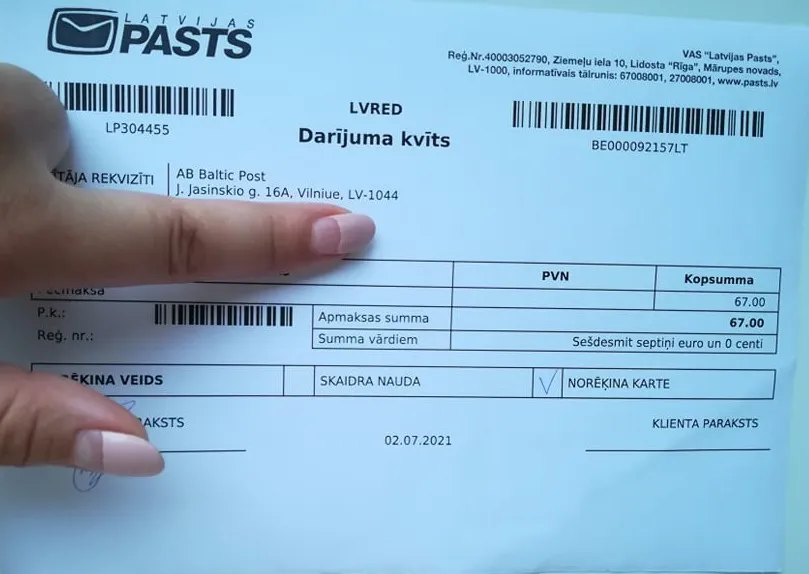 LATVIJAS
PASTS
VAS "Latvijas Pasts",
Reģ.Nr.40003052790, Ziemeļu iela 10, Lidosta "Rīga", Mārupes novads,
LV-1000, informatīvais tālrunis: 67008001, 27008001, www.pasts.lv
LP304455
LVRED
Darījuma kvīts
BE000092157LT
TĀJA REKVIZĪTI
AB Baltic Post
J. Jasinskio g. 16A, Vilniue, LV-1044
PVN
Kopsumma
67.00
P.k.:
Apmaksas summa
67.00
Reģ. nr.:
Summa vārdiem
Sešdesmit septiņi euro un 0 centi
ĒĶINA VEIDS
SKAIDRA NAUDA
NORĒĶINA KARTE
AKSTS
KLIENTA PARAKSTS
02.07.2021